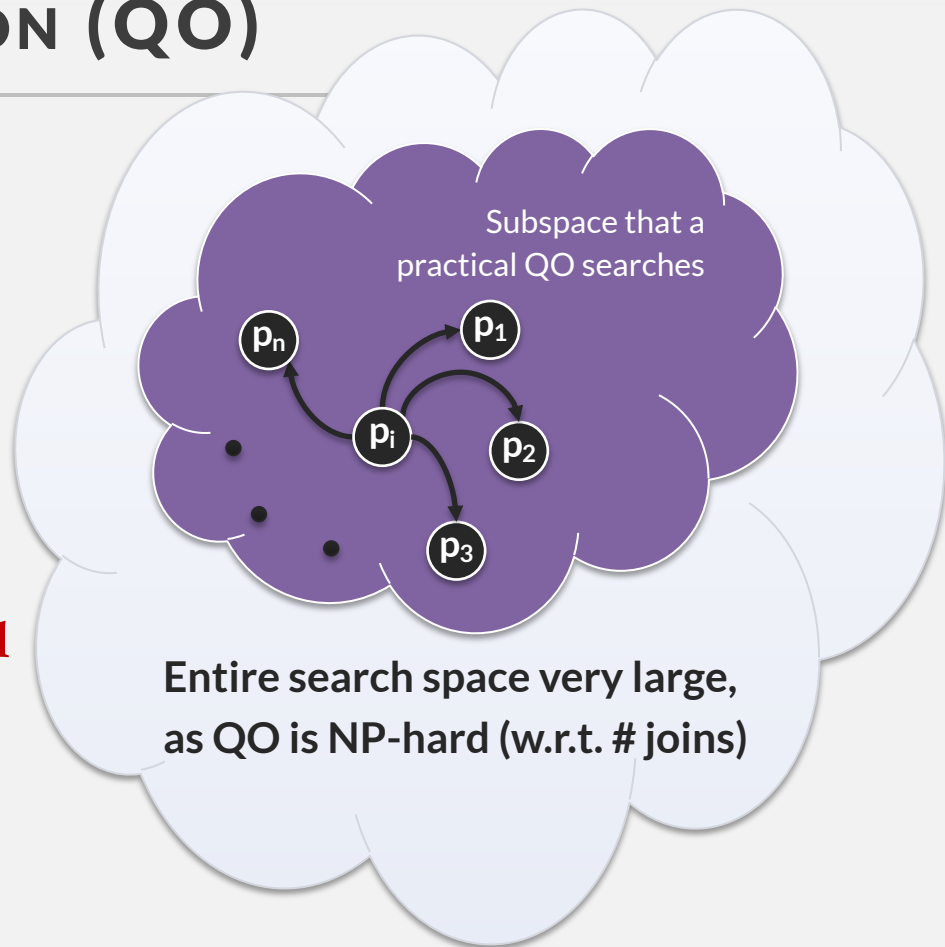 (QO)
Subspace that a
practical QO searches
pn
p1
pi
p2
p3
Entire search space very large,
as QO is NP-hard (w.r.t. # joins)